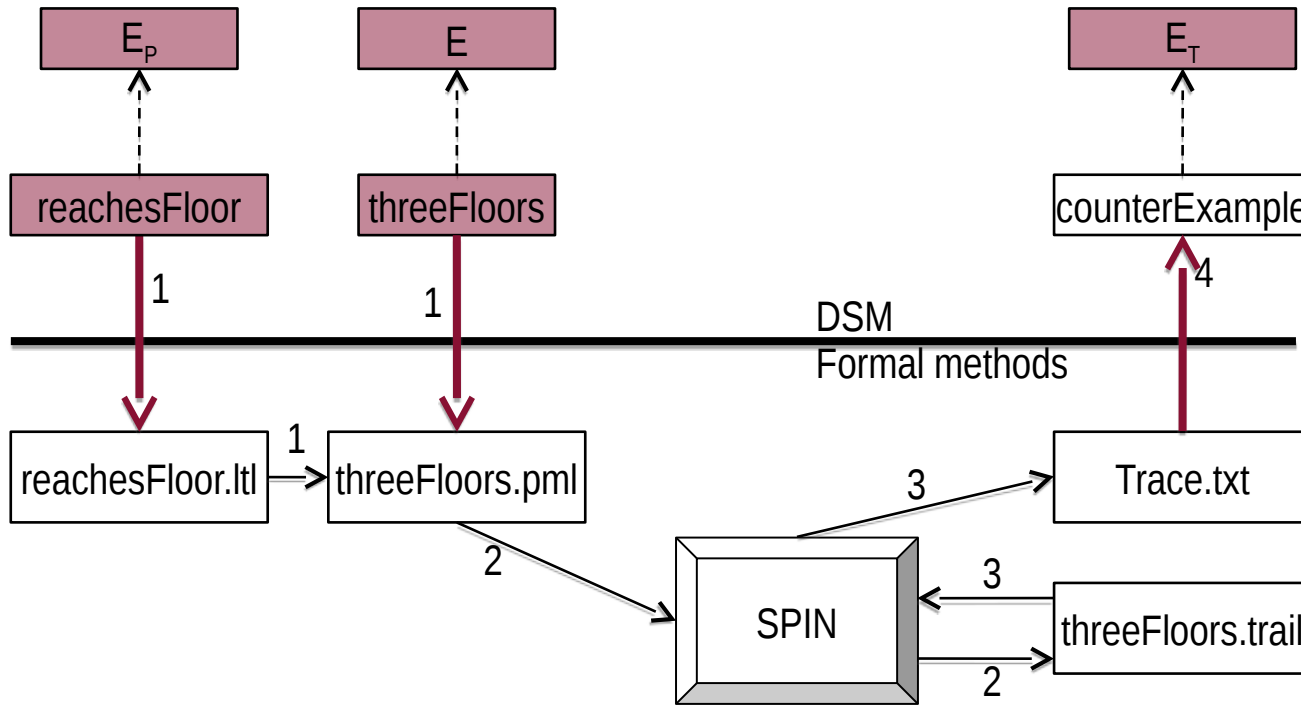 E_P
E
E_T
reachesFloor
threeFloors
counterExample
1
1
4
DSM
Formal methods
reachesFloor.ltl
1
threeFloors.pml
3
Trace.txt
2
SPIN
3
threeFloors.trail
2